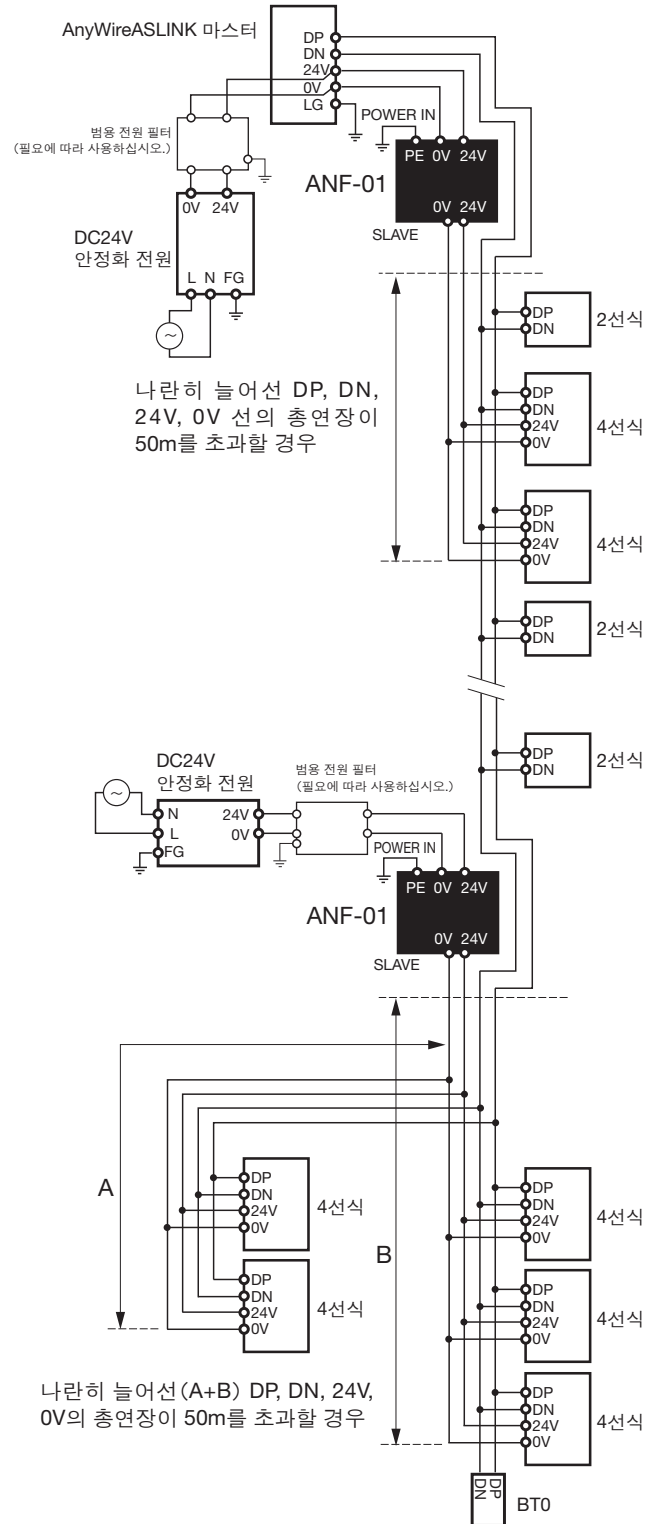 AnyWireASLINK 마스터
DP
DN
24V
0V
LG
범용 전원 필터
(필요에 따라 사용하십시오.)
POWER IN
PE 0V 24V
ANF-01
0V 24V
SLAVE
0V 24V
DC24V
안정화 전원
L N FG
~
나란히 늘어선 DP, DN,
24V, 0V 선의 총연장이
50m를 초과할 경우
DP
DN
2선식
DP
DN
24V
0V
4선식
DP
DN
24V
0V
4선식
DP
DN
2선식
DP
DN
2선식
DC24V
안정화 전원
~
N
L
FG
24V
0V
범용 전원 필터
(필요에 따라 사용하십시오.)
POWER IN
PE 0V 24V
ANF-01
0V 24V
SLAVE
A
B
DP
DN
24V
0V
4선식
DP
DN
24V
0V
4선식
DP
DN
24V
0V
4선식
DP
DN
24V
0V
4선식
DP
DN
24V
0V
4선식
나란히 늘어선(A+B) DP, DN, 24V,
0V의 총연장이 50m를 초과할 경우
DP
DN
BT0